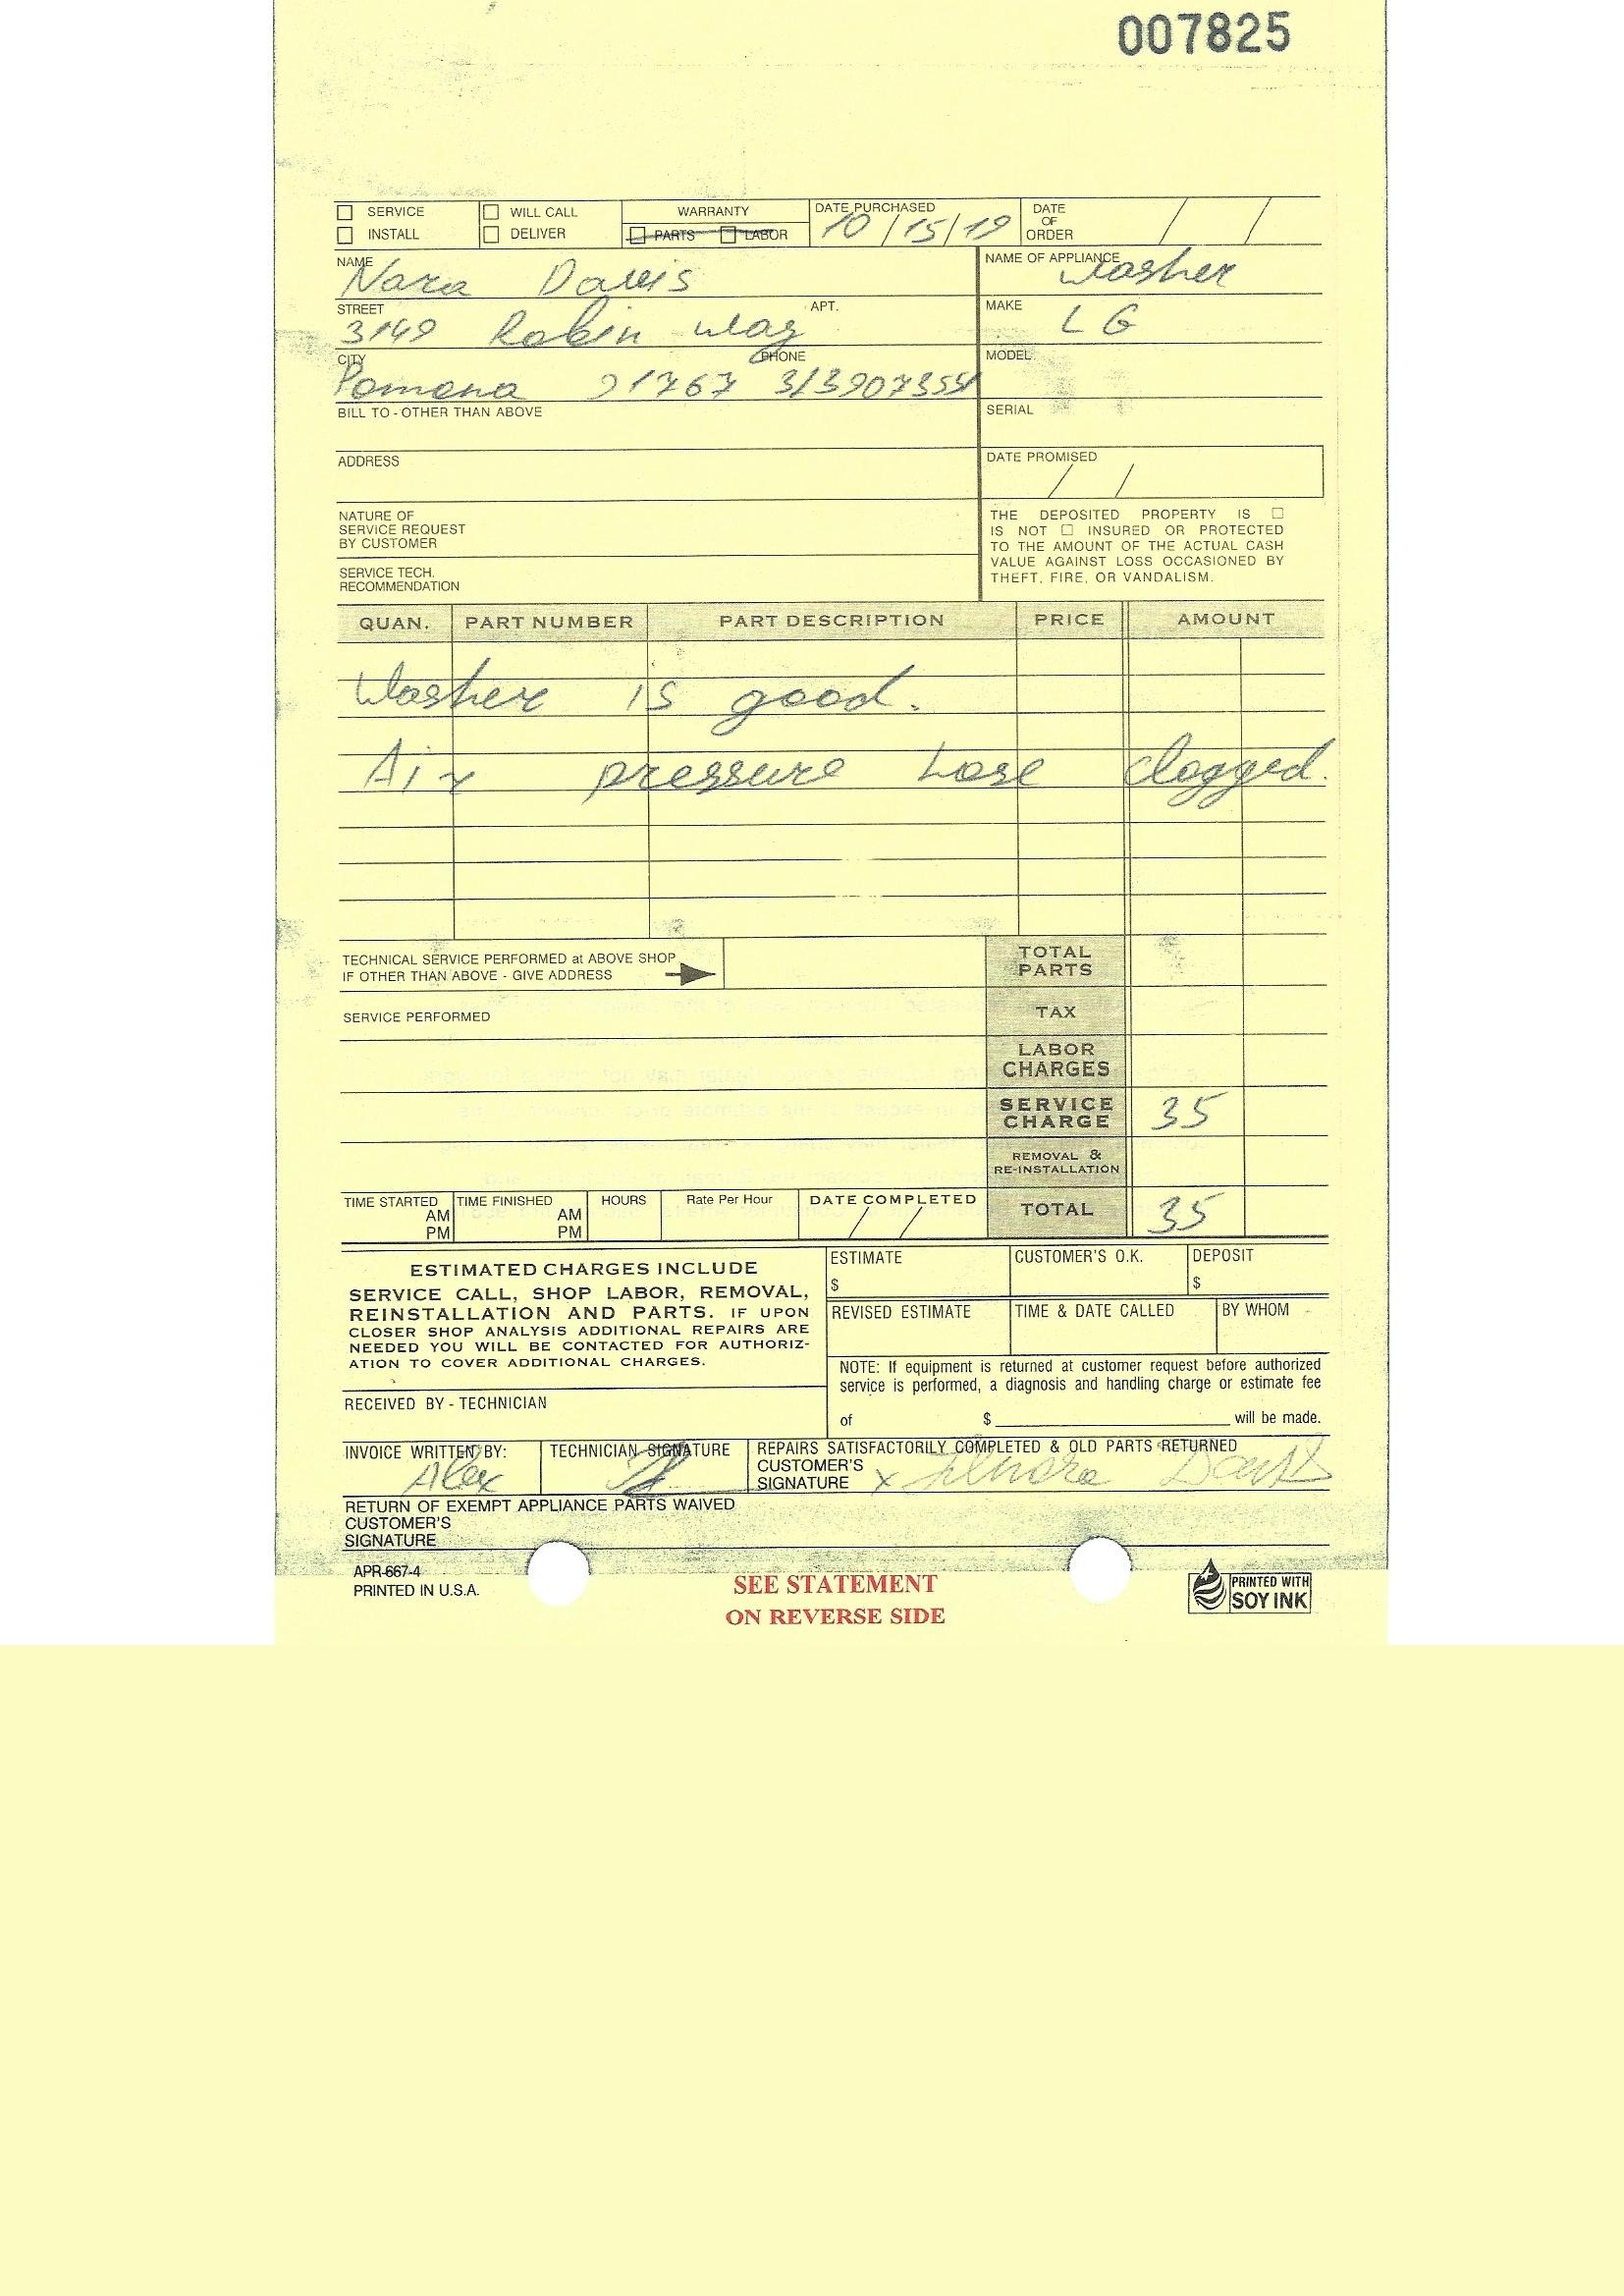 007825
☐ SERVICE ☐ WILL CALL WARRANTY DATE PURCHASED 10/15/19 DATE OF ORDER / /
☐ INSTALL ☐ DELIVER ☐ PARTS ☐ LABOR
NAME Nara Davis NAME OF APPLIANCE washer
STREET 3149 Robin way APT. MAKE LG
CITY Pomona 91767 PHONE MODEL
BILL TO - OTHER THAN ABOVE SERIAL
ADDRESS DATE PROMISED / /
NATURE OF
SERVICE REQUEST
BY CUSTOMER
SERVICE TECH.
RECOMMENDATION
THE DEPOSITED PROPERTY IS ☐
IS NOT ☐ INSURED OR PROTECTED
TO THE AMOUNT OF THE ACTUAL CASH
VALUE AGAINST LOSS OCCASIONED BY
THEFT, FIRE, OR VANDALISM.
QUAN. PART NUMBER PART DESCRIPTION PRICE AMOUNT
Washer is good.
Air pressure hose clogged.
TECHNICAL SERVICE PERFORMED at ABOVE SHOP
IF OTHER THAN ABOVE - GIVE ADDRESS
TOTAL PARTS
SERVICE PERFORMED
TAX
LABOR CHARGES
SERVICE CHARGE 35
REMOVAL & RE-INSTALLATION
TIME STARTED AM PM TIME FINISHED AM PM HOURS Rate Per Hour DATE COMPLETED / / TOTAL 35
ESTIMATED CHARGES INCLUDE
SERVICE CALL, SHOP LABOR, REMOVAL,
REINSTALLATION AND PARTS. IF UPON
CLOSER SHOP ANALYSIS ADDITIONAL REPAIRS ARE
NEEDED YOU WILL BE CONTACTED FOR AUTHORIZ-
ATION TO COVER ADDITIONAL CHARGES.
ESTIMATE $ CUSTOMER'S O.K. DEPOSIT $
REVISED ESTIMATE TIME & DATE CALLED BY WHOM
NOTE: If equipment is returned at customer request before authorized
service is performed, a diagnosis and handling charge or estimate fee
of $ will be made.
RECEIVED BY - TECHNICIAN
INVOICE WRITTEN BY: Alex TECHNICIAN SIGNATURE REPAIRS SATISFACTORILY COMPLETED & OLD PARTS RETURNED
CUSTOMER'S
SIGNATURE x
RETURN OF EXEMPT APPLIANCE PARTS WAIVED
CUSTOMER'S
SIGNATURE
APR-667-4
PRINTED IN U.S.A.
SEE STATEMENT
ON REVERSE SIDE
PRINTED WITH
SOY INK